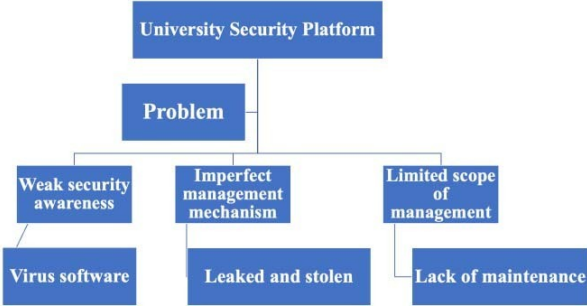 University Security Platform
Problem
Weak security
awareness
Imperfect
management
mechanism
Limited scope
of
management
Virus software
Leaked and stolen
Lack of maintenance